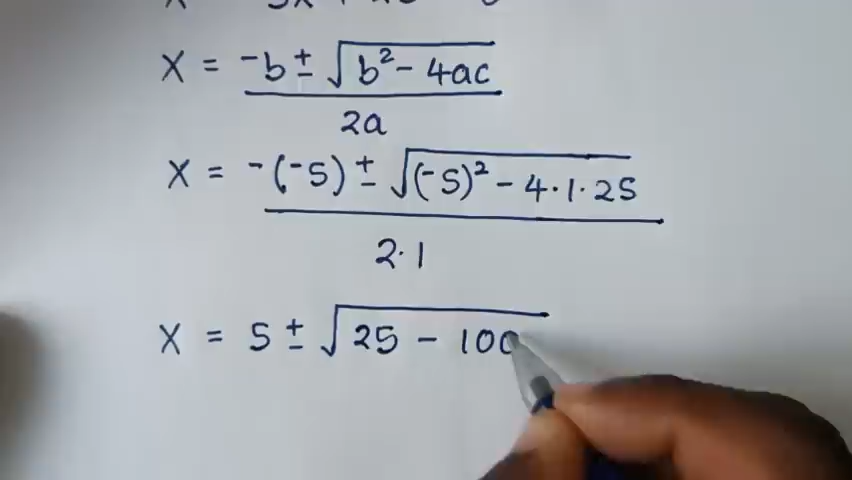 X = -b ± √b² - 4ac
2a
X = -(-5) ± √(-5)² - 4·1·25
2·1
X = 5 ± √25 - 100